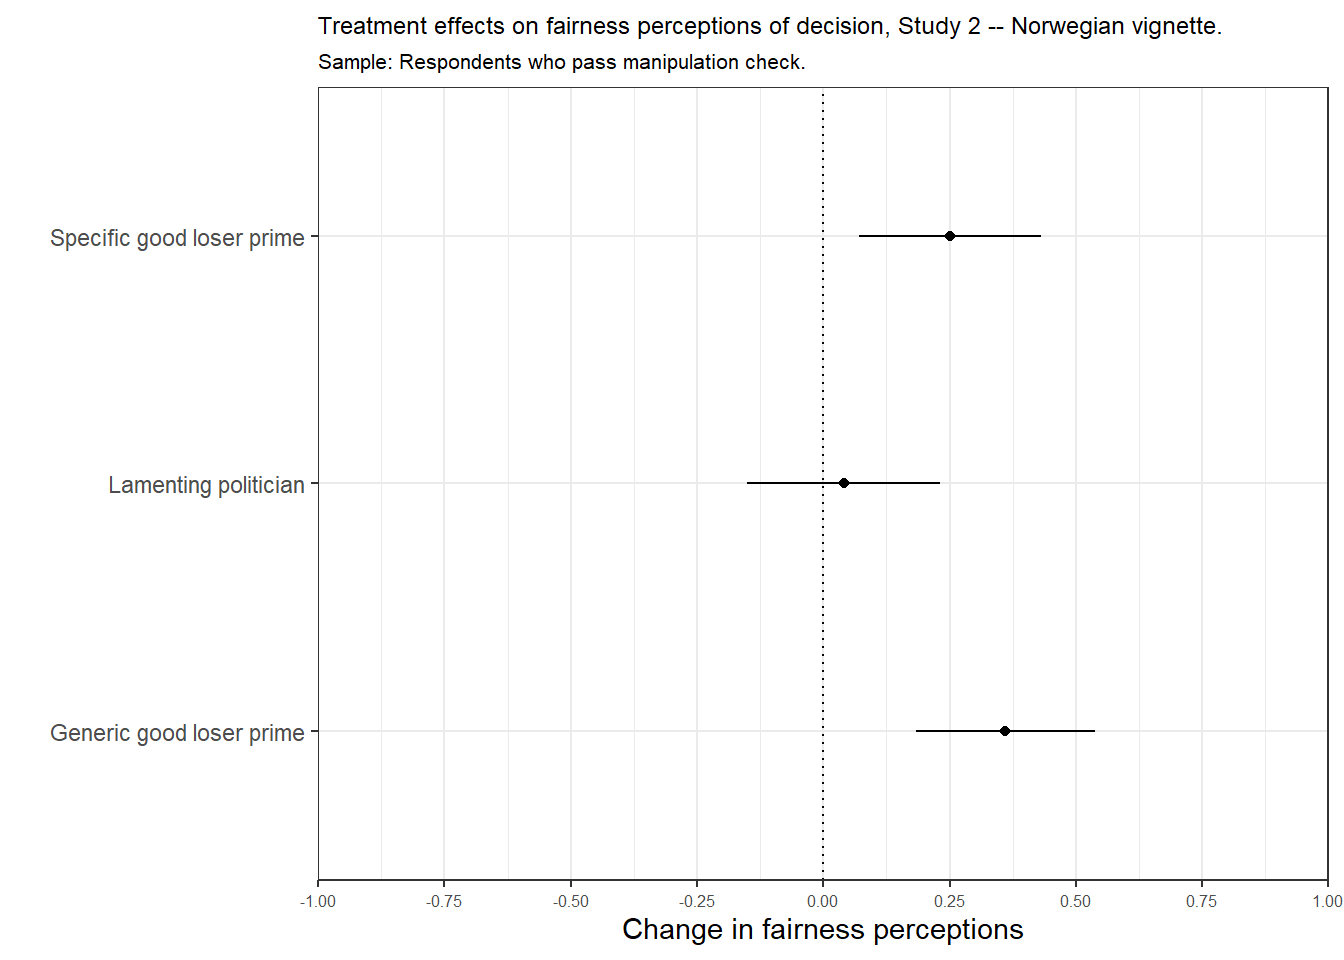 Treatment effects on fairness perceptions of decision, Study 2 -- Norwegian vignette.
Sample: Respondents who pass manipulation check.
Specific good loser prime
Lamenting politician
Generic good loser prime
-1.00 -0.75 -0.50 -0.25 0.00 0.25 0.50 0.75 1.00
Change in fairness perceptions